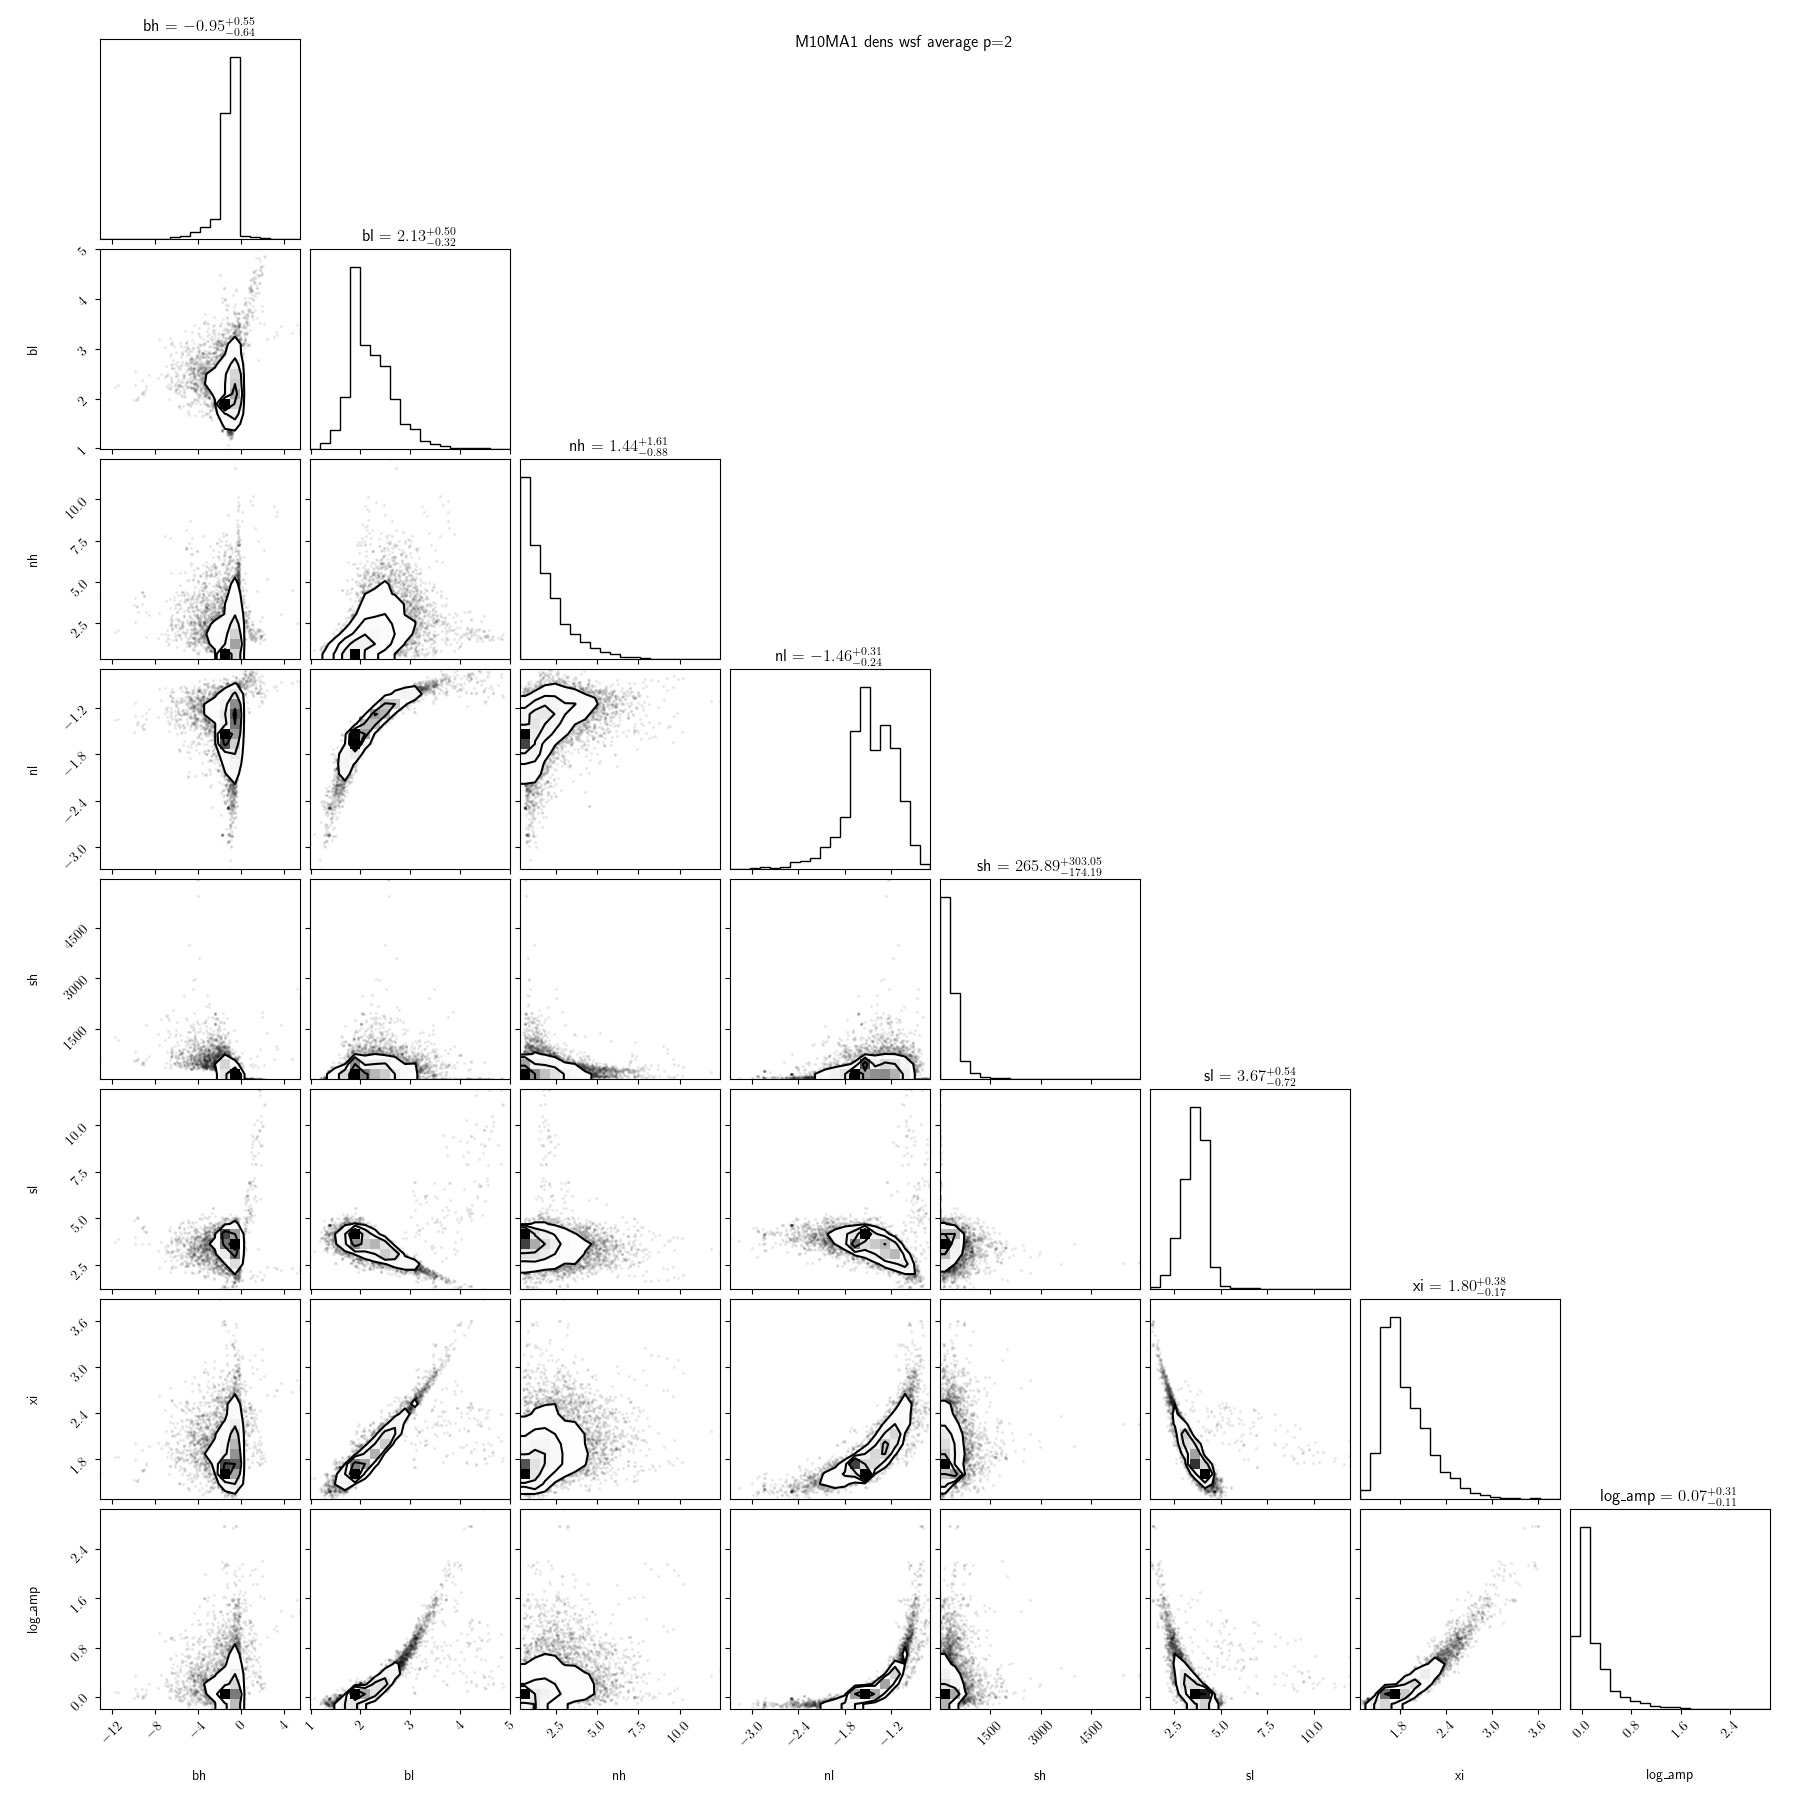 M10MA1 dens wsf average p=2
bh = −0.95 +0.55 −0.64
bl = 2.13 +0.50 −0.32
5
4
3
2
1
bl
nh = 1.44 +1.61 −0.88
10.0
7.5
5.0
2.5
nh
nl = −1.46 +0.31 −0.24
−1.2
−1.8
−2.4
−3.0
nl
sh = 265.89 +303.05 −174.19
4500
3000
1500
sh
sl = 3.67 +0.54 −0.72
10.0
7.5
5.0
2.5
sl
xi = 1.80 +0.38 −0.17
3.6
3.0
2.4
1.8
xi
log_amp = 0.07 +0.31 −0.11
2.4
1.6
0.8
0.0
log_amp
−12 −8 −4 0 4 1 2 3 4 5 2.5 5.0 7.5 10.0 −3.0 −2.4 −1.8 −1.2 1500 3000 4500 2.5 5.0 7.5 10.0 1.8 2.4 3.0 3.6 0.0 0.8 1.6 2.4
bh bl nh nl sh sl xi log_amp